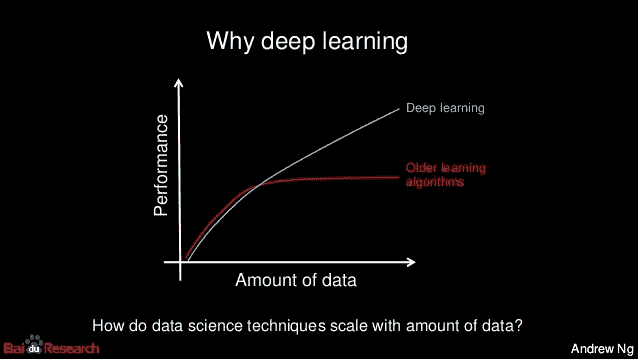 Why deep learning
Performance
Deep learning
Older learning
algorithms
Amount of data
How do data science techniques scale with amount of data?
Bai du Research
Andrew Ng